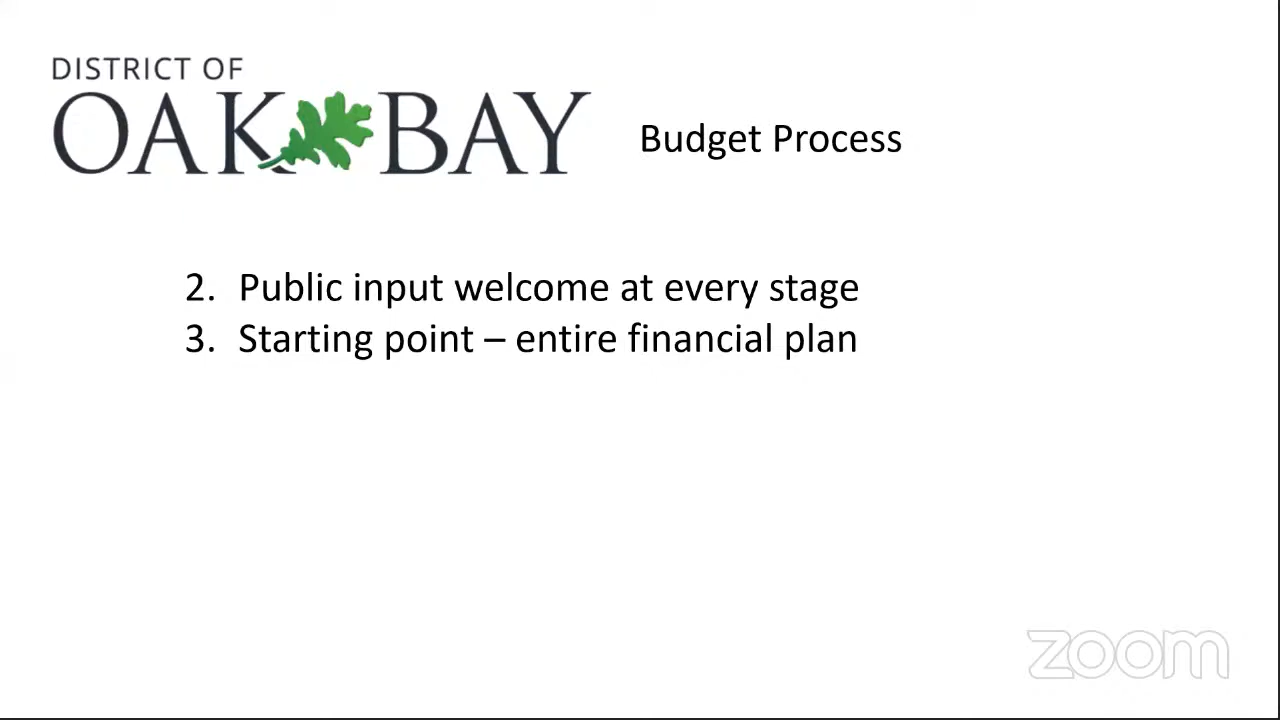 DISTRICT OF
OAK BAY
Budget Process
2. Public input welcome at every stage
3. Starting point – entire financial plan
zoom